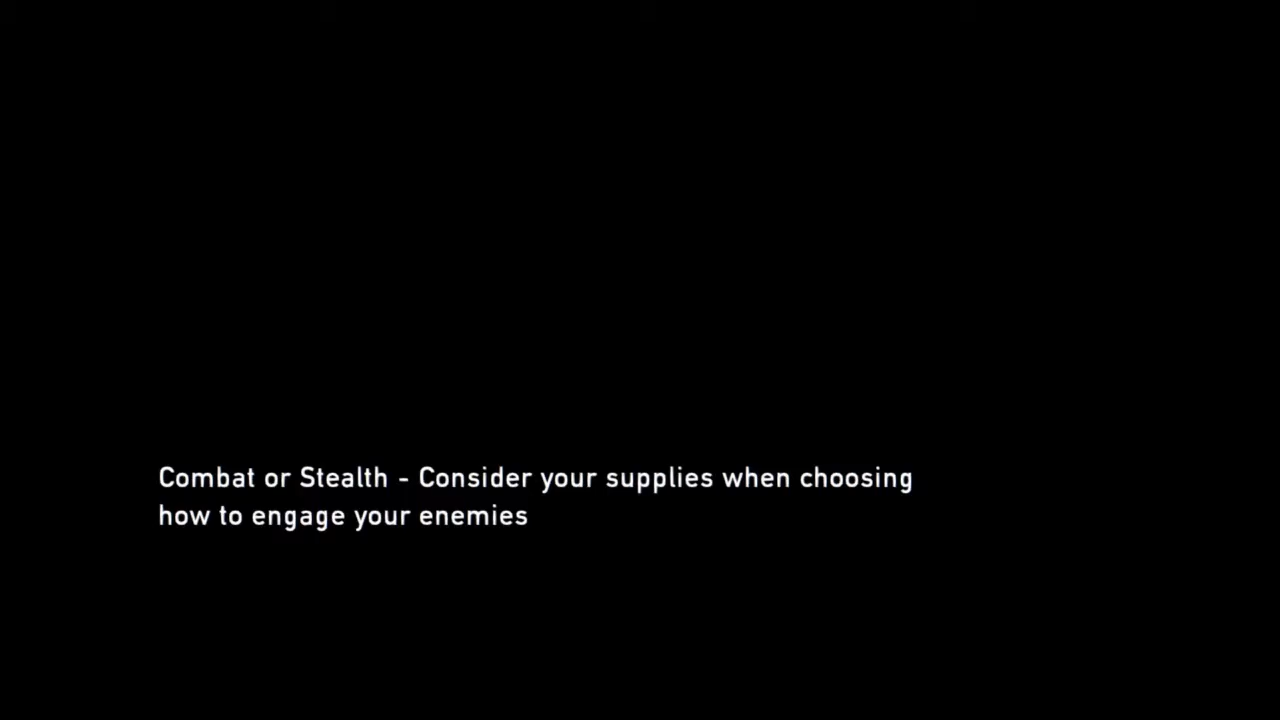 Combat or Stealth - Consider your supplies when choosing
how to engage your enemies